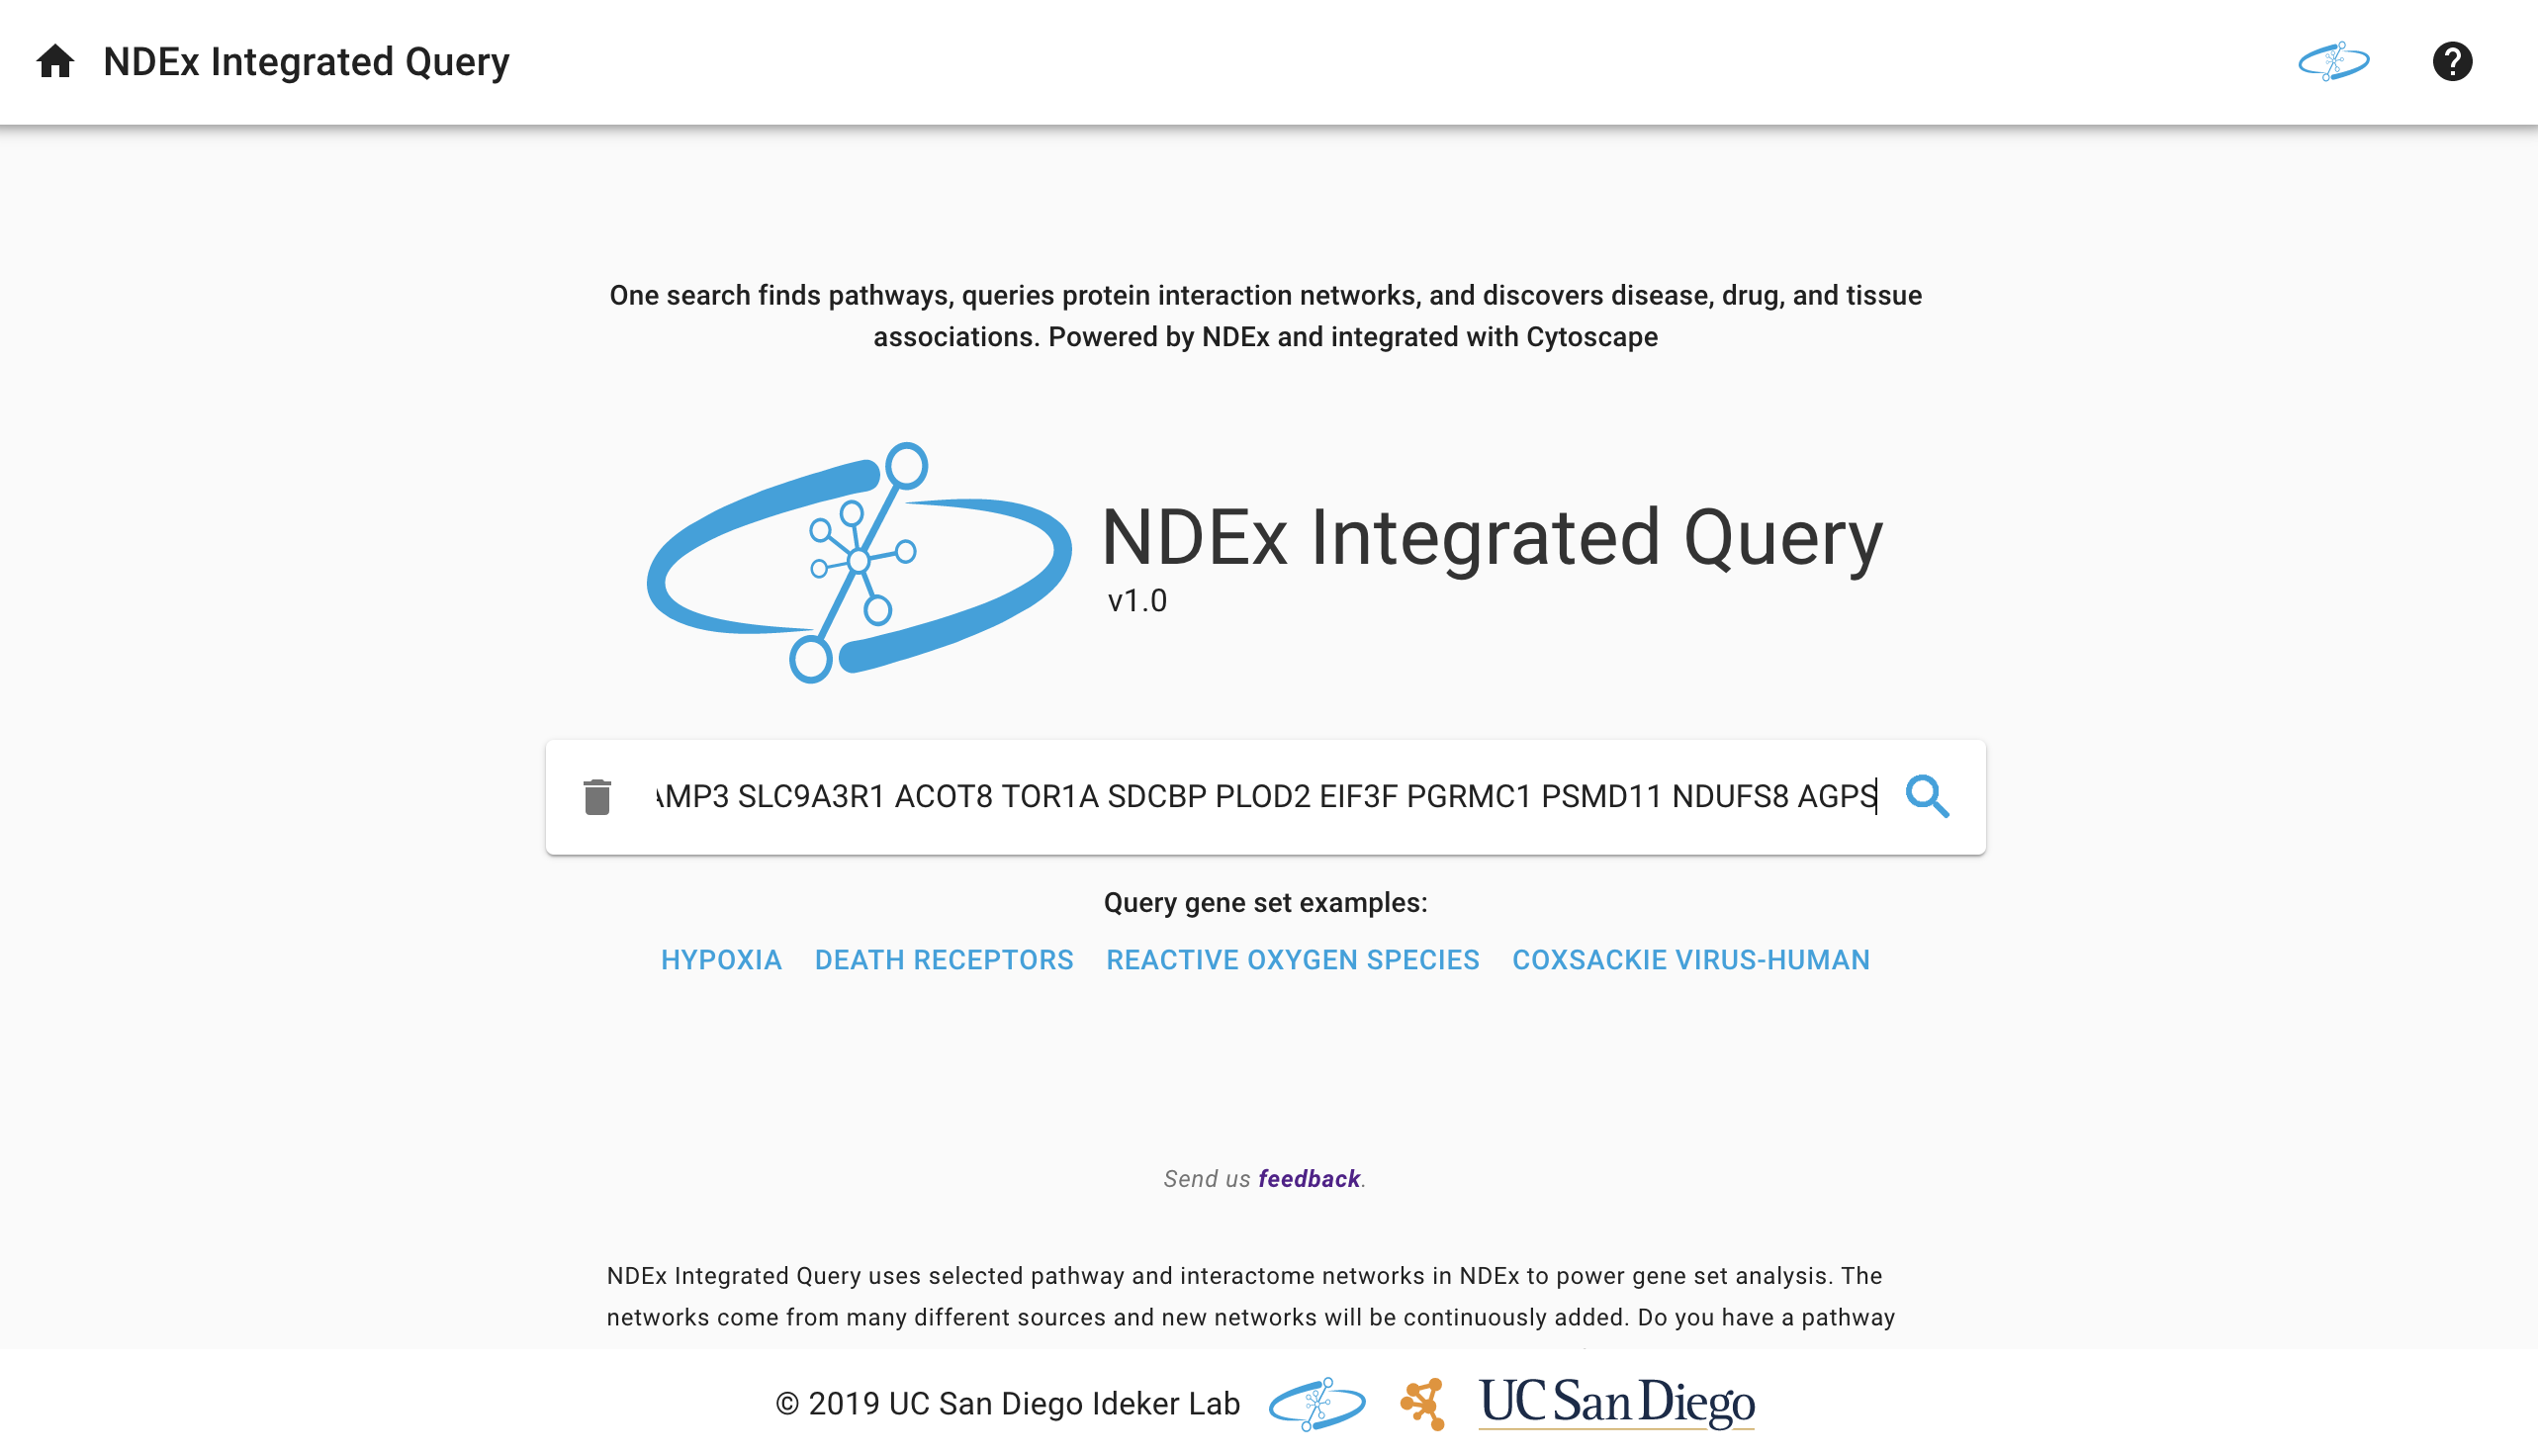 NDEx Integrated Query
One search finds pathways, queries protein interaction networks, and discovers disease, drug, and tissue
associations. Powered by NDEx and integrated with Cytoscape
NDEx Integrated Query
v1.0
AMP3 SLC9A3R1 ACOT8 TOR1A SDCBP PLOD2 EIF3F PGRMC1 PSMD11 NDUFS8 AGPS
Query gene set examples:
HYPOXIA DEATH RECEPTORS REACTIVE OXYGEN SPECIES COXSACKIE VIRUS-HUMAN
Send us feedback.
NDEx Integrated Query uses selected pathway and interactome networks in NDEx to power gene set analysis. The
networks come from many different sources and new networks will be continuously added. Do you have a pathway
© 2019 UC San Diego Ideker Lab UC San Diego